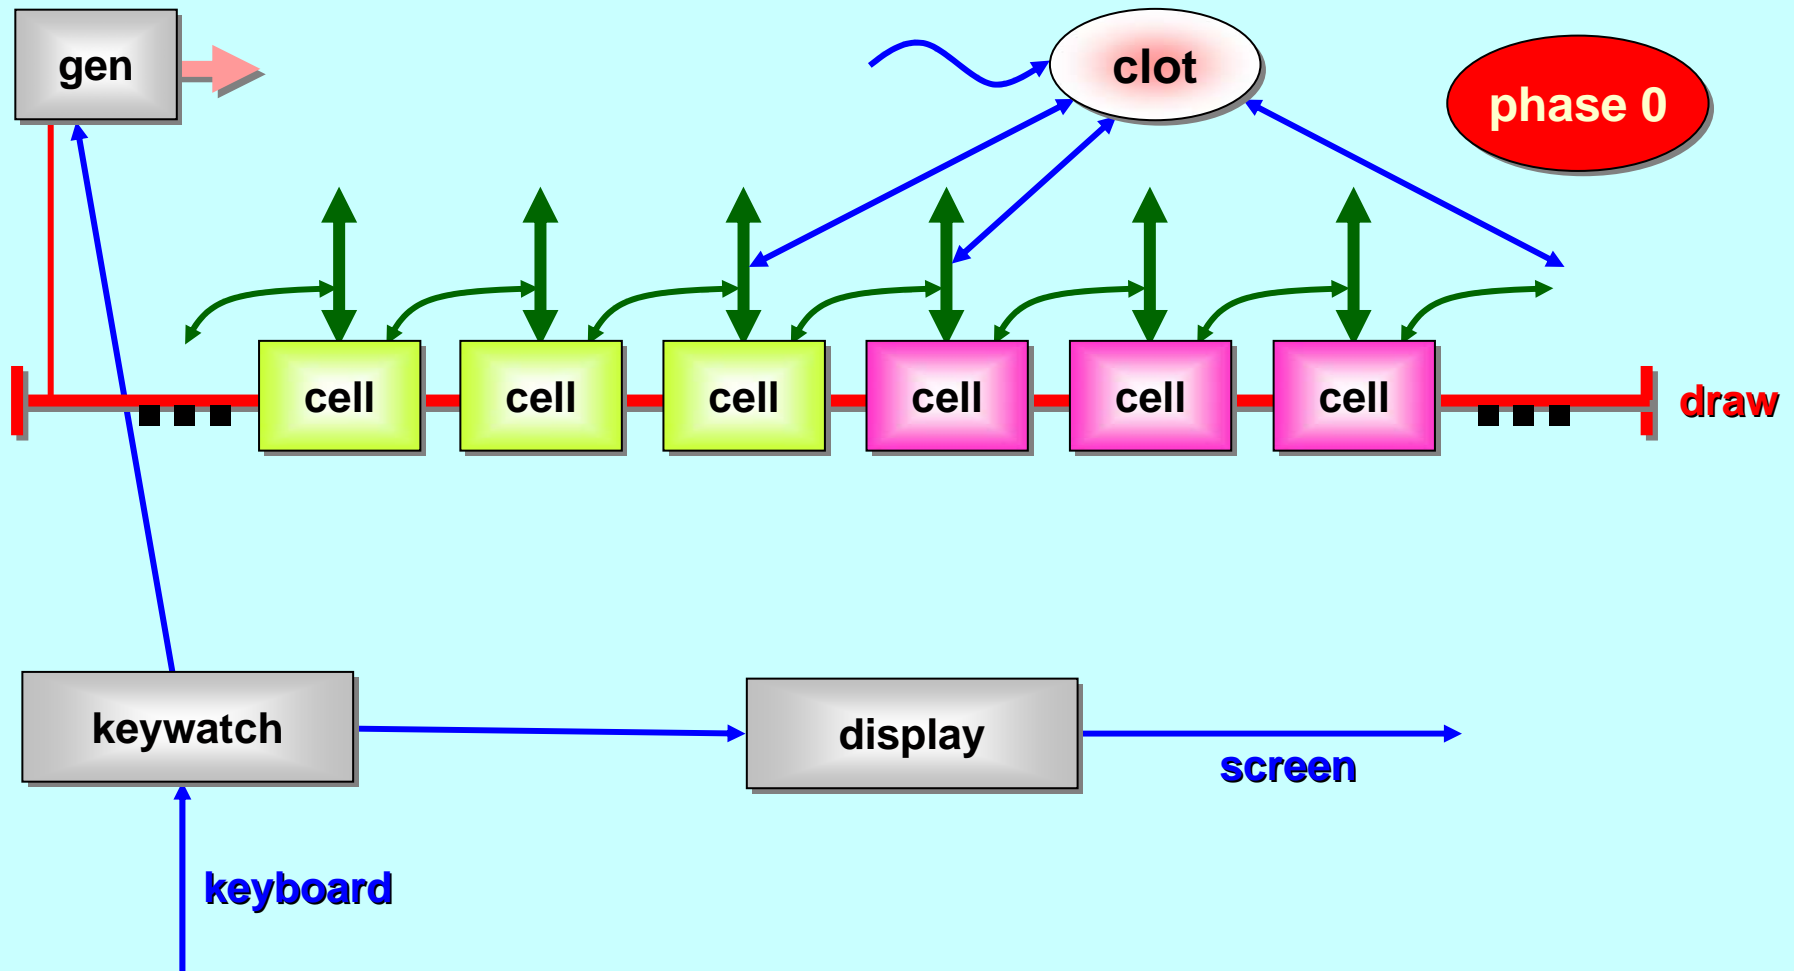 gen
clot
phase 0
cell
cell
cell
cell
cell
cell
draw
keywatch
display
screen
keyboard